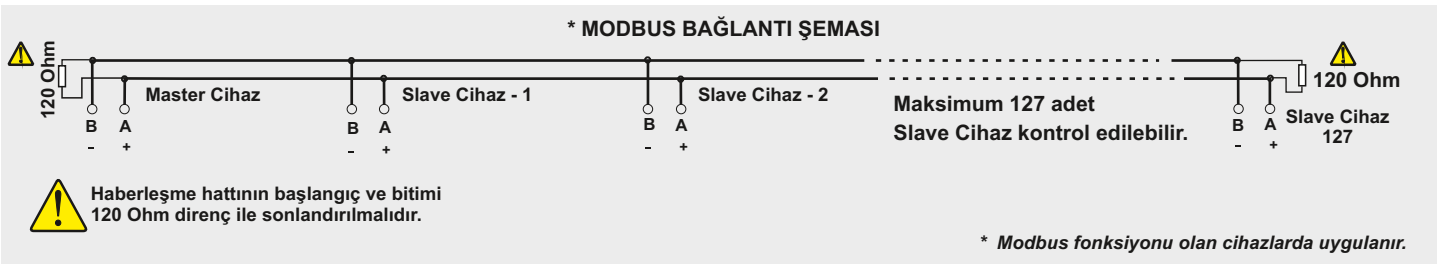 * MODBUS BAĞLANTI ŞEMASI
120 Ohm
120 Ohm
Master Cihaz
Slave Cihaz - 1
Slave Cihaz - 2
Maksimum 127 adet
Slave Cihaz kontrol edilebilir.
Slave Cihaz
127
B A
- +
B A
- +
B A
- +
B A
- +
Haberleşme hattının başlangıç ve bitimi
120 Ohm direnç ile sonlandırılmalıdır.
* Modbus fonksiyonu olan cihazlarda uygulanır.